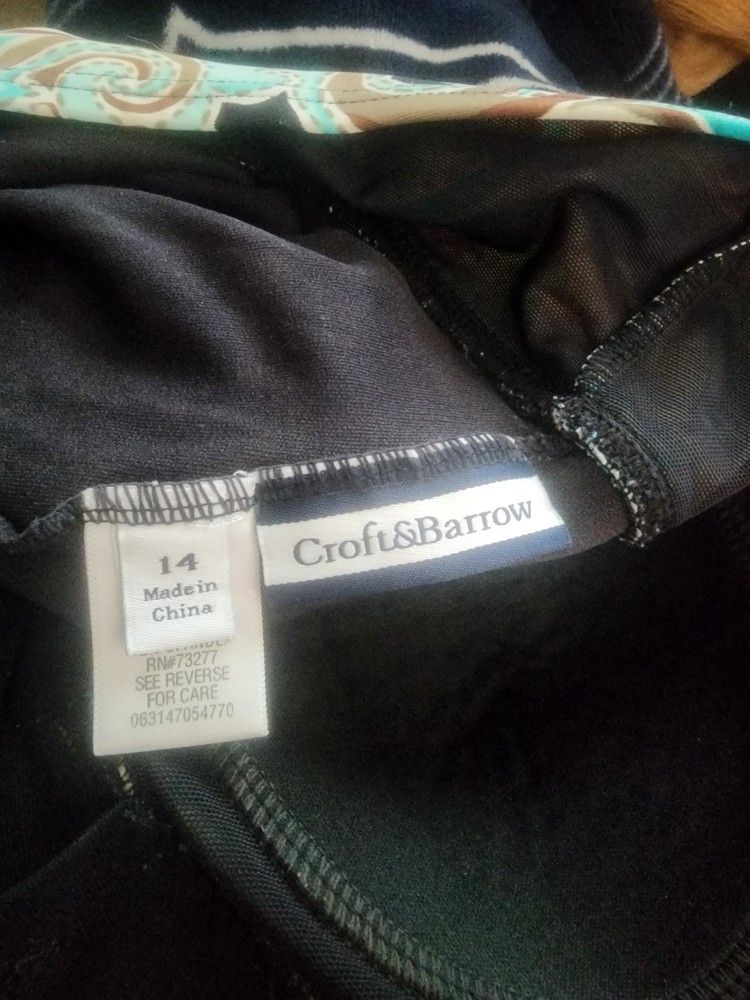 Croft&Barrow
14
Made in
China
RN#73277
SEE REVERSE
FOR CARE
063147054770